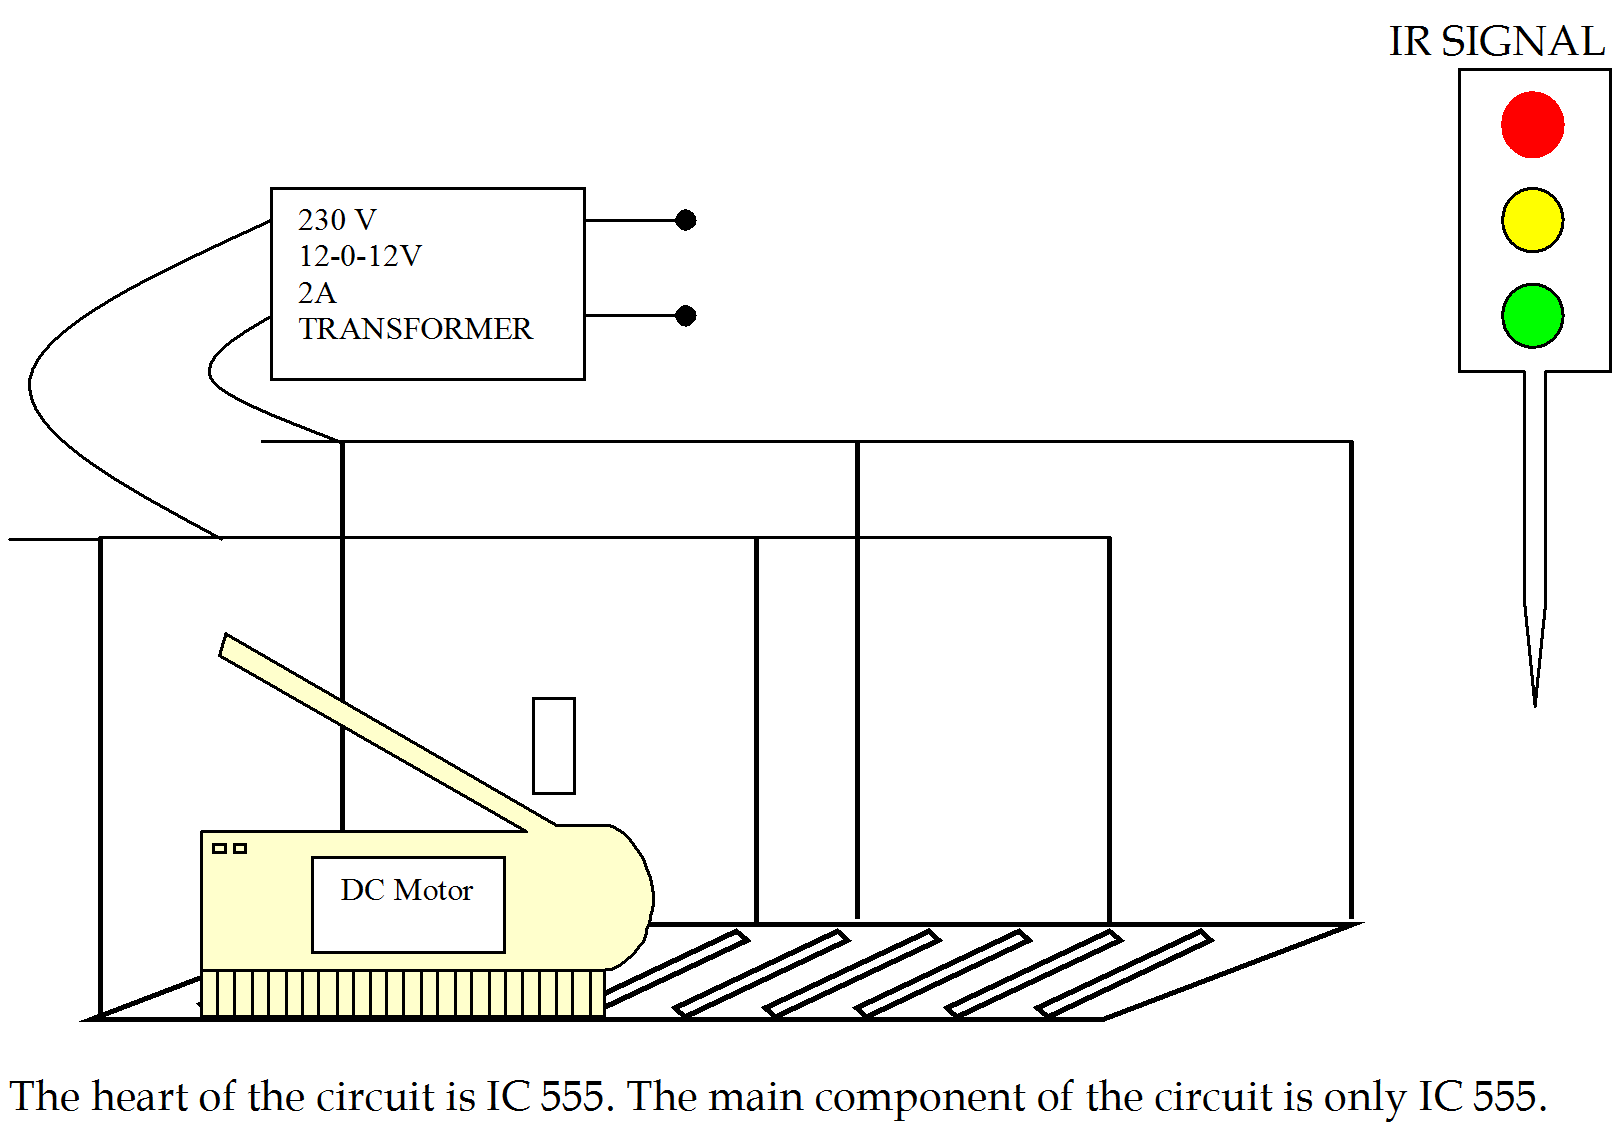 IR SIGNAL
230 V
12-0-12V
2A
TRANSFORMER
DC Motor
The heart of the circuit is IC 555. The main component of the circuit is only IC 555.